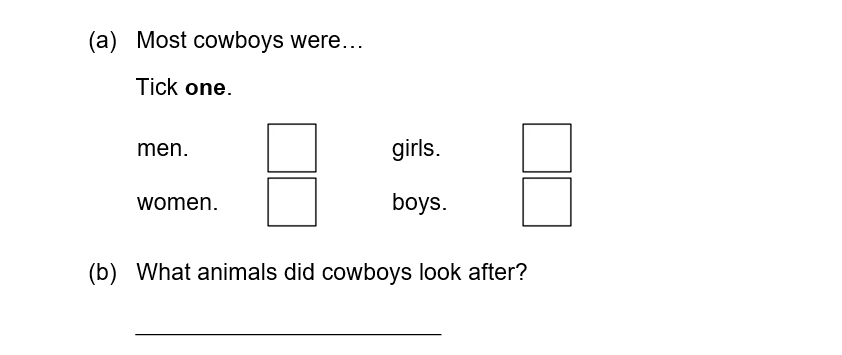 (a) Most cowboys were…
Tick one.
men. girls.
women. boys.
(b) What animals did cowboys look after?